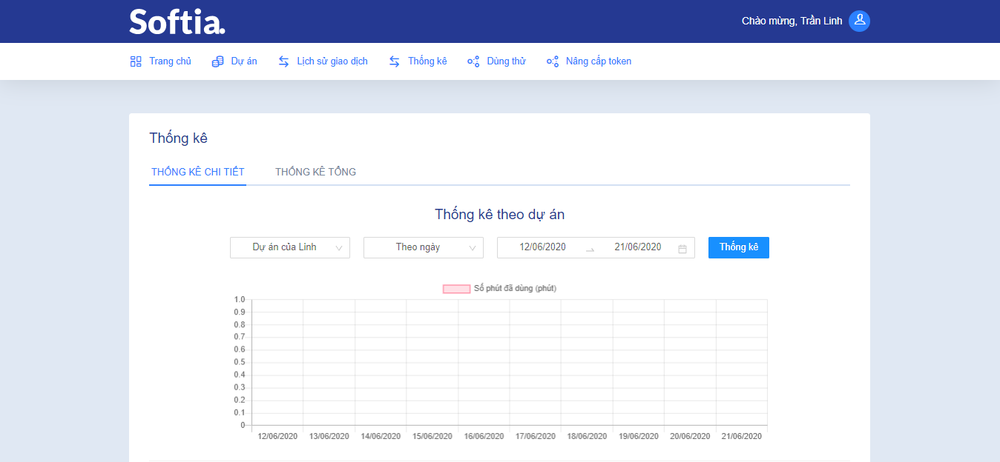 Softia.
Chào mừng, Trần Linh
Trang chủ Dự án Lịch sử giao dịch Thống kê Dùng thử Nâng cấp token
Thống kê
THỐNG KÊ CHI TIẾT THỐNG KÊ TỔNG
Thống kê theo dự án
Dự án của Linh Theo ngày 12/06/2020 21/06/2020 Thống kê
Số phút đã dùng (phút)
1.0
0.9
0.8
0.7
0.6
0.5
0.4
0.3
0.2
0.1
0
12/06/2020 13/06/2020 14/06/2020 15/06/2020 16/06/2020 17/06/2020 18/06/2020 19/06/2020 20/06/2020 21/06/2020